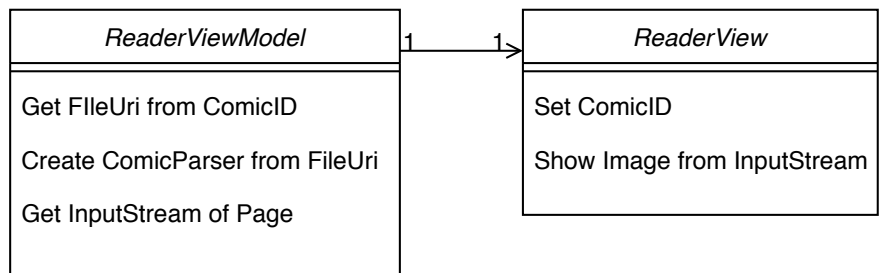 ReaderViewModel
1
1
ReaderView
Get FIleUri from ComicID
Create ComicParser from FileUri
Get InputStream of Page
Set ComicID
Show Image from InputStream